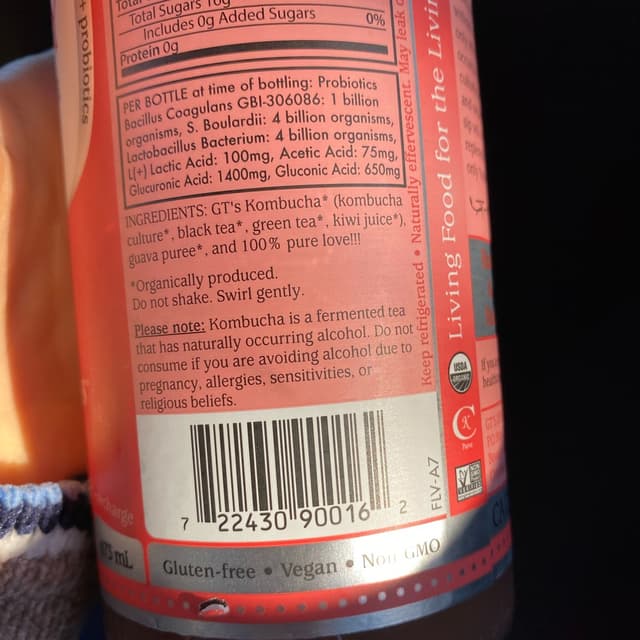 + probiotics
Total Sugars 16g
Includes 0g Added Sugars 0%
Protein 0g
PER BOTTLE at time of bottling: Probiotics
Bacillus Coagulans GBI-306086: 1 billion
organisms, S. Boulardii: 4 billion organisms,
Lactobacillus Bacterium: 4 billion organisms,
L(+) Lactic Acid: 100mg, Acetic Acid: 75mg,
Glucuronic Acid: 1400mg, Gluconic Acid: 650mg
INGREDIENTS: GT's Kombucha* (kombucha
culture*, black tea*, green tea*, kiwi juice*),
guava puree*, and 100% pure love!!!
*Organically produced.
Do not shake. Swirl gently.
Please note: Kombucha is a fermented tea
that has naturally occurring alcohol. Do not
consume if you are avoiding alcohol due to
pregnancy, allergies, sensitivities, or
religious beliefs.
7 22430 90016 2
FLV-A7
Gluten-free • Vegan • Non GMO
Keep refrigerated • Naturally effervescent. May leak
Living Food for the
USDA
ORGANIC
K
If you